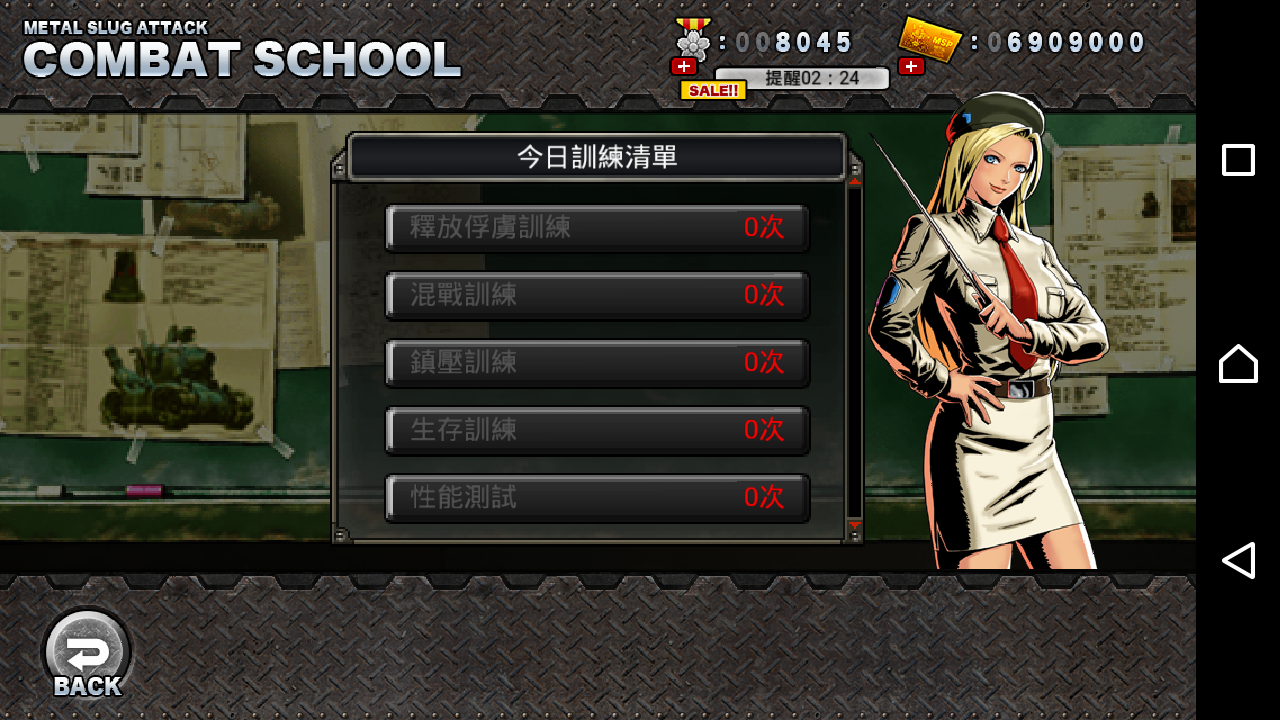 METAL SLUG ATTACK
COMBAT SCHOOL
:008045
MSP
:06909000
SALE!!
提醒02:24
今日訓練清單
釋放俘虜訓練 0次
混戰訓練 0次
鎮壓訓練 0次
生存訓練 0次
性能測試 0次
BACK